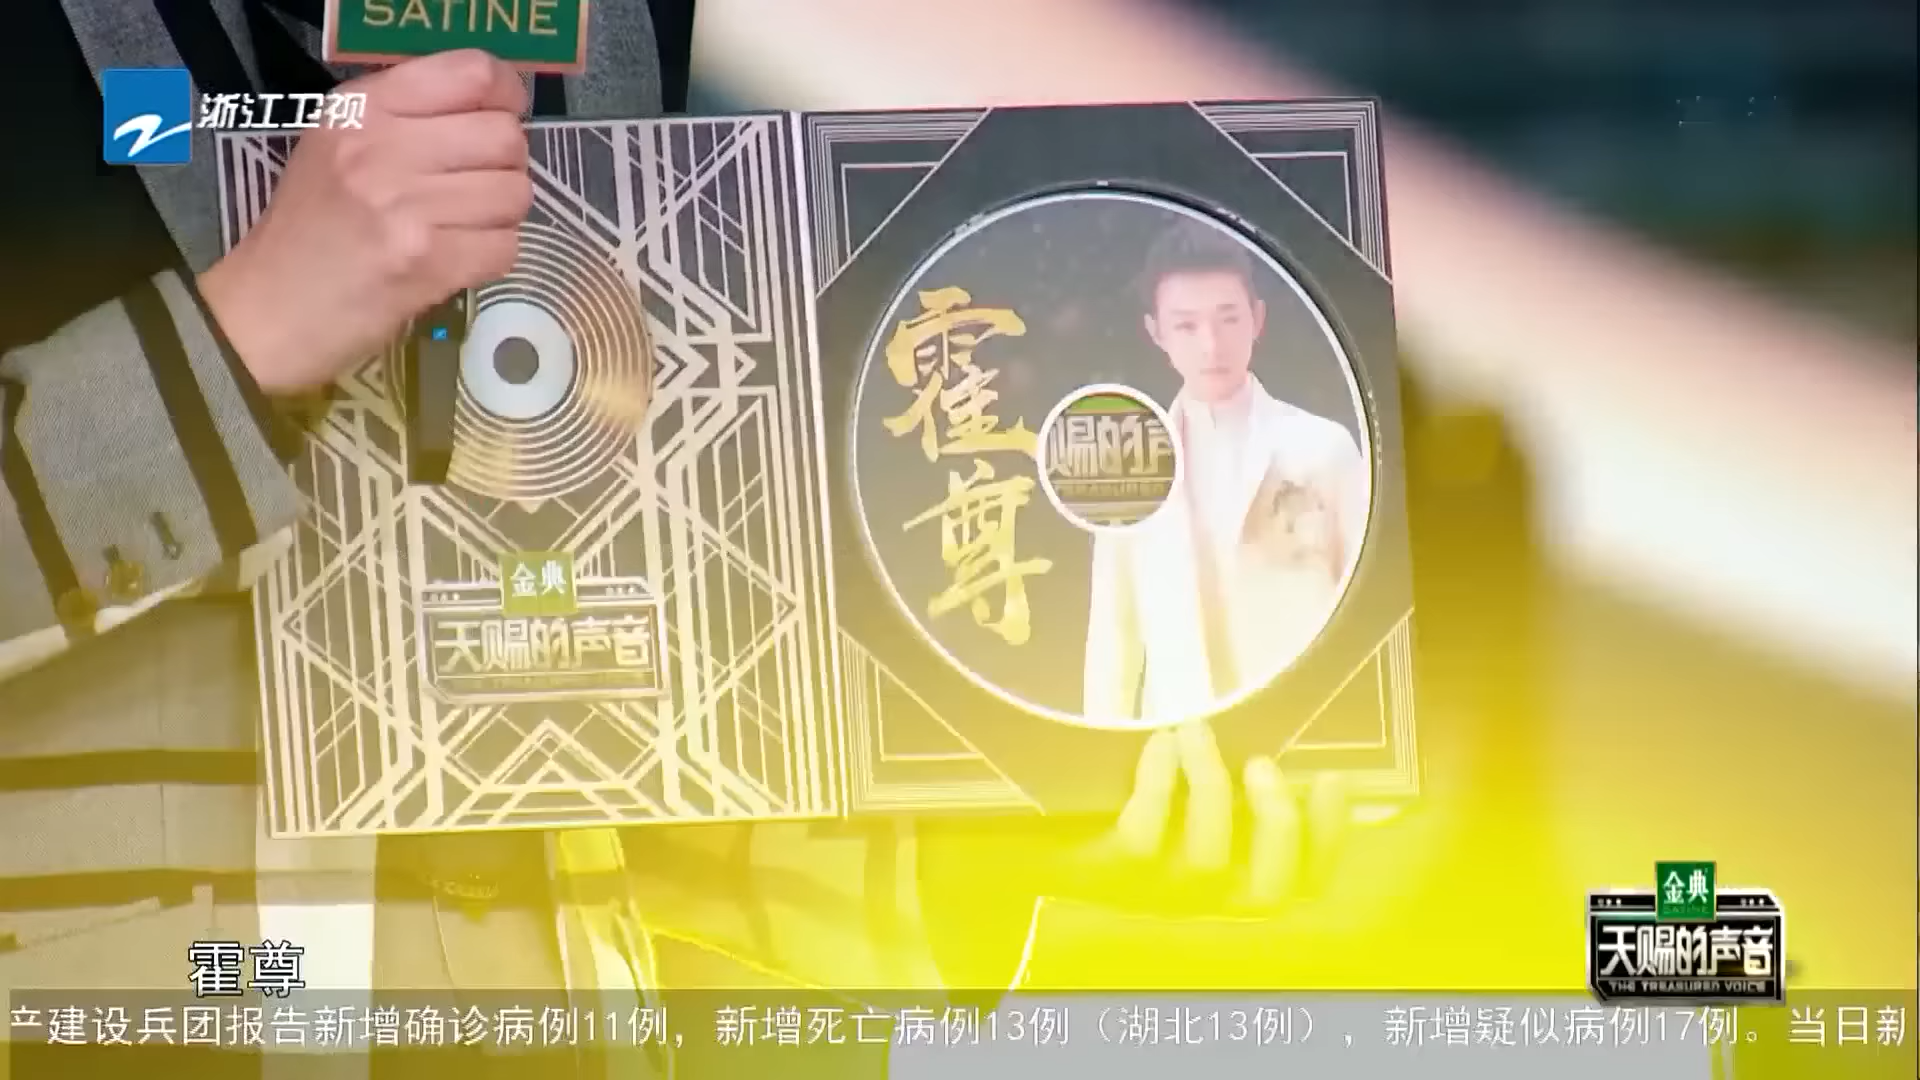 SATINE
浙江卫视
霍尊
赐的声
金典
天赐的声音
金典
SATINE
天赐的声音
THE TREASURED VOICE
霍尊
产建设兵团报告新增确诊病例11例，新增死亡病例13例（湖北13例），新增疑似病例17例。当日新